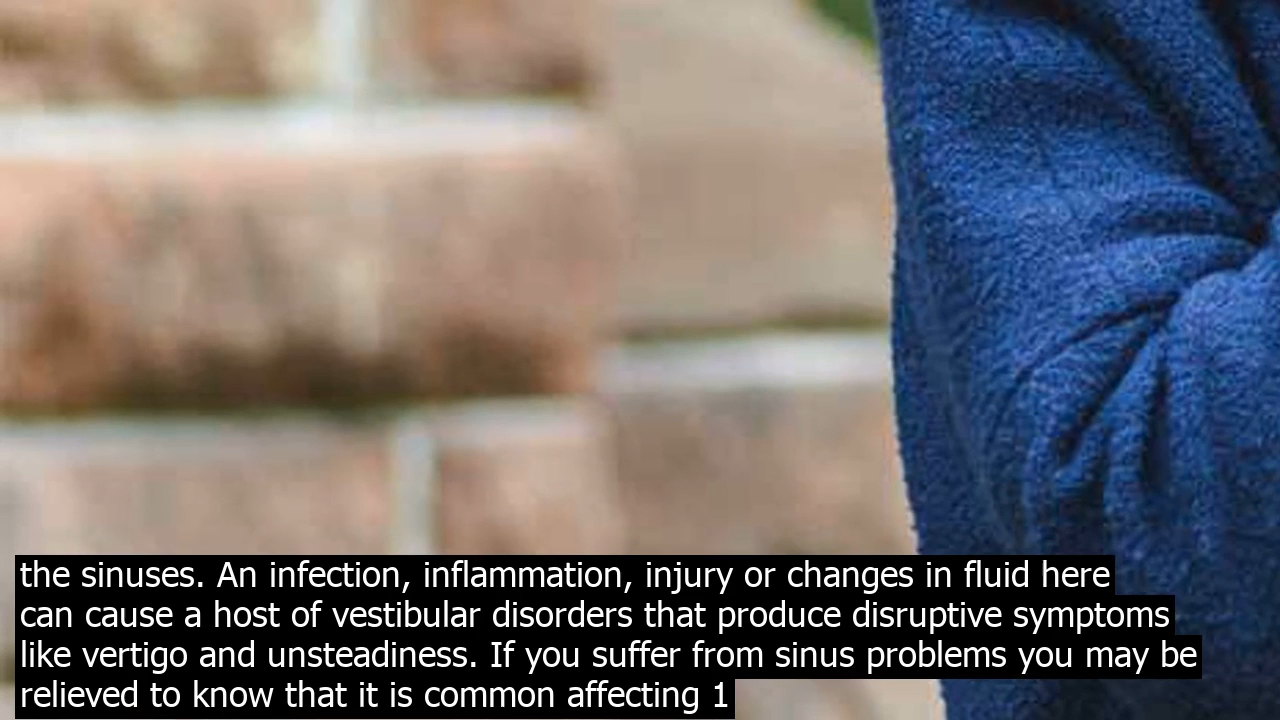 the sinuses. An infection, inflammation, injury or changes in fluid here
can cause a host of vestibular disorders that produce disruptive symptoms
like vertigo and unsteadiness. If you suffer from sinus problems you may be
relieved to know that it is common affecting 1